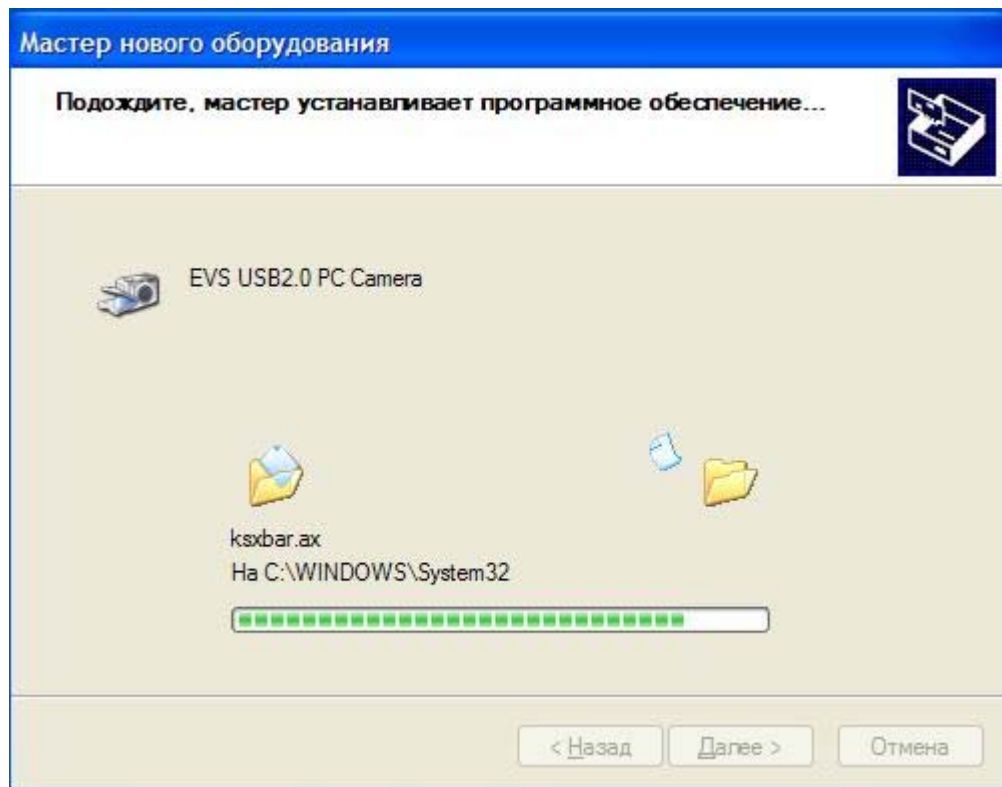 Мастер нового оборудования
Подождите, мастер устанавливает программное обеспечение...
EVS USB2.0 PC Camera
ksxbar.ax
На C:\WINDOWS\System32
< Назад Далее > Отмена